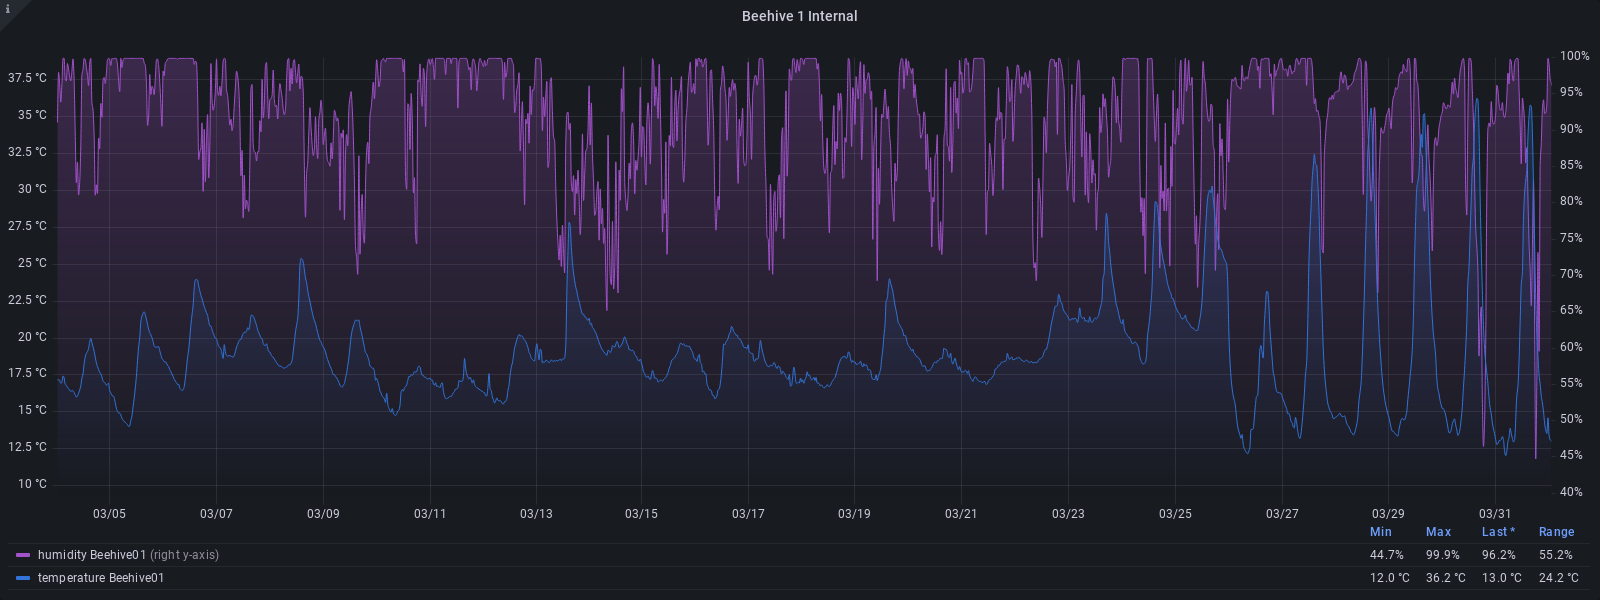 i
Beehive 1 Internal
37.5 °C
35 °C
32.5 °C
30 °C
27.5 °C
25 °C
22.5 °C
20 °C
17.5 °C
15 °C
12.5 °C
10 °C
100%
95%
90%
85%
80%
75%
70%
65%
60%
55%
50%
45%
40%
03/05 03/07 03/09 03/11 03/13 03/15 03/17 03/19 03/21 03/23 03/25 03/27 03/29 03/31
Min Max Last * Range
humidity Beehive01 (right y-axis) 44.7% 99.9% 96.2% 55.2%
temperature Beehive01 12.0 °C 36.2 °C 13.0 °C 24.2 °C